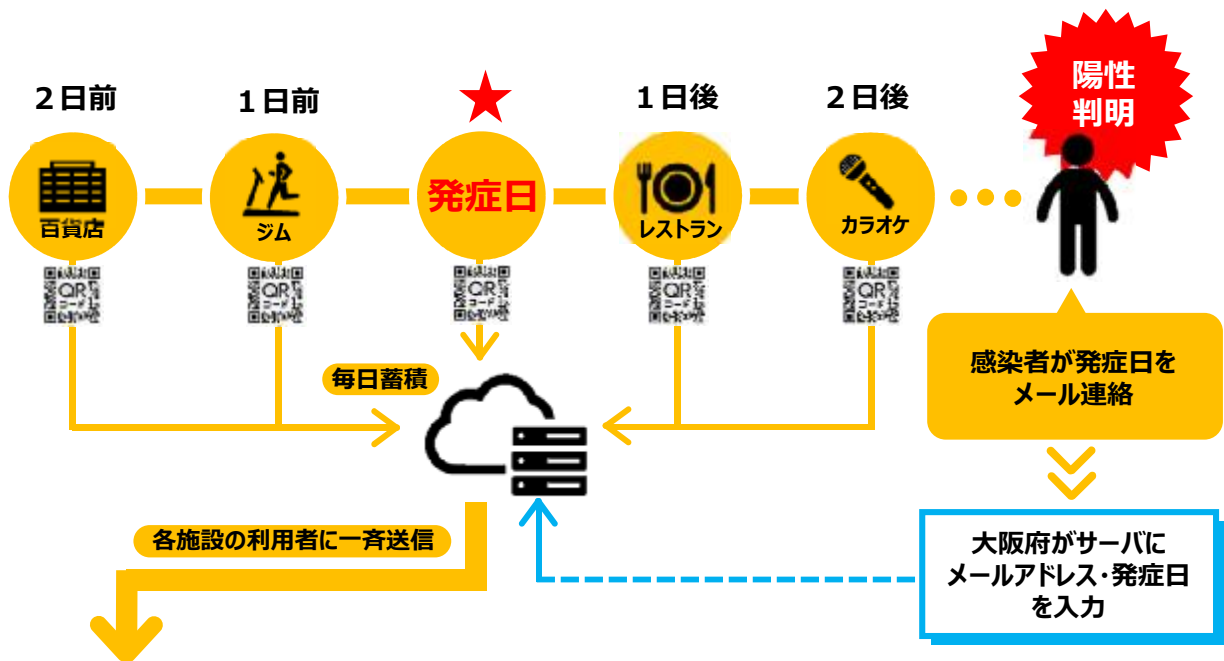 ２日前
１日前
１日後
２日後
陽性
判明
百貨店
ジム
発症日
レストラン
カラオケ
QR
コード
QR
コード
QR
コード
QR
コード
QR
コード
毎日蓄積
感染者が発症日を
メール連絡
各施設の利用者に一斉送信
大阪府がサーバに
メールアドレス・発症日
を入力